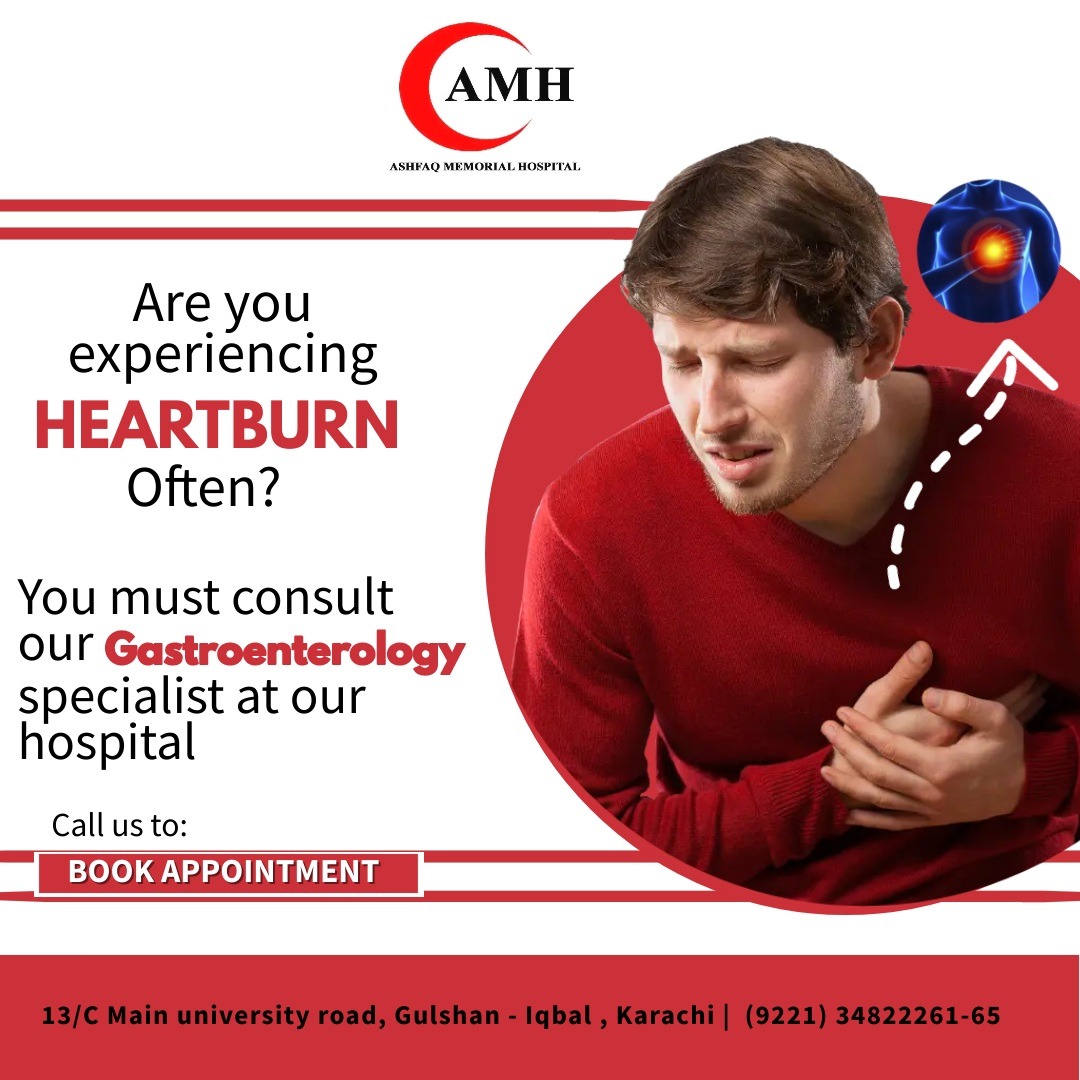 AMH
ASHFAQ MEMORIAL HOSPITAL
Are you
experiencing
HEARTBURN
Often?
You must consult
our Gastroenterology
specialist at our
hospital
Call us to:
BOOK APPOINTMENT
13/C Main university road, Gulshan - Iqbal , Karachi | (9221) 34822261-65